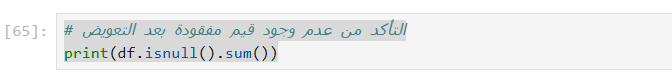 [65]: # التأكد من عدم وجود قيم مفقودة بعد التعويض
print(df.isnull().sum())